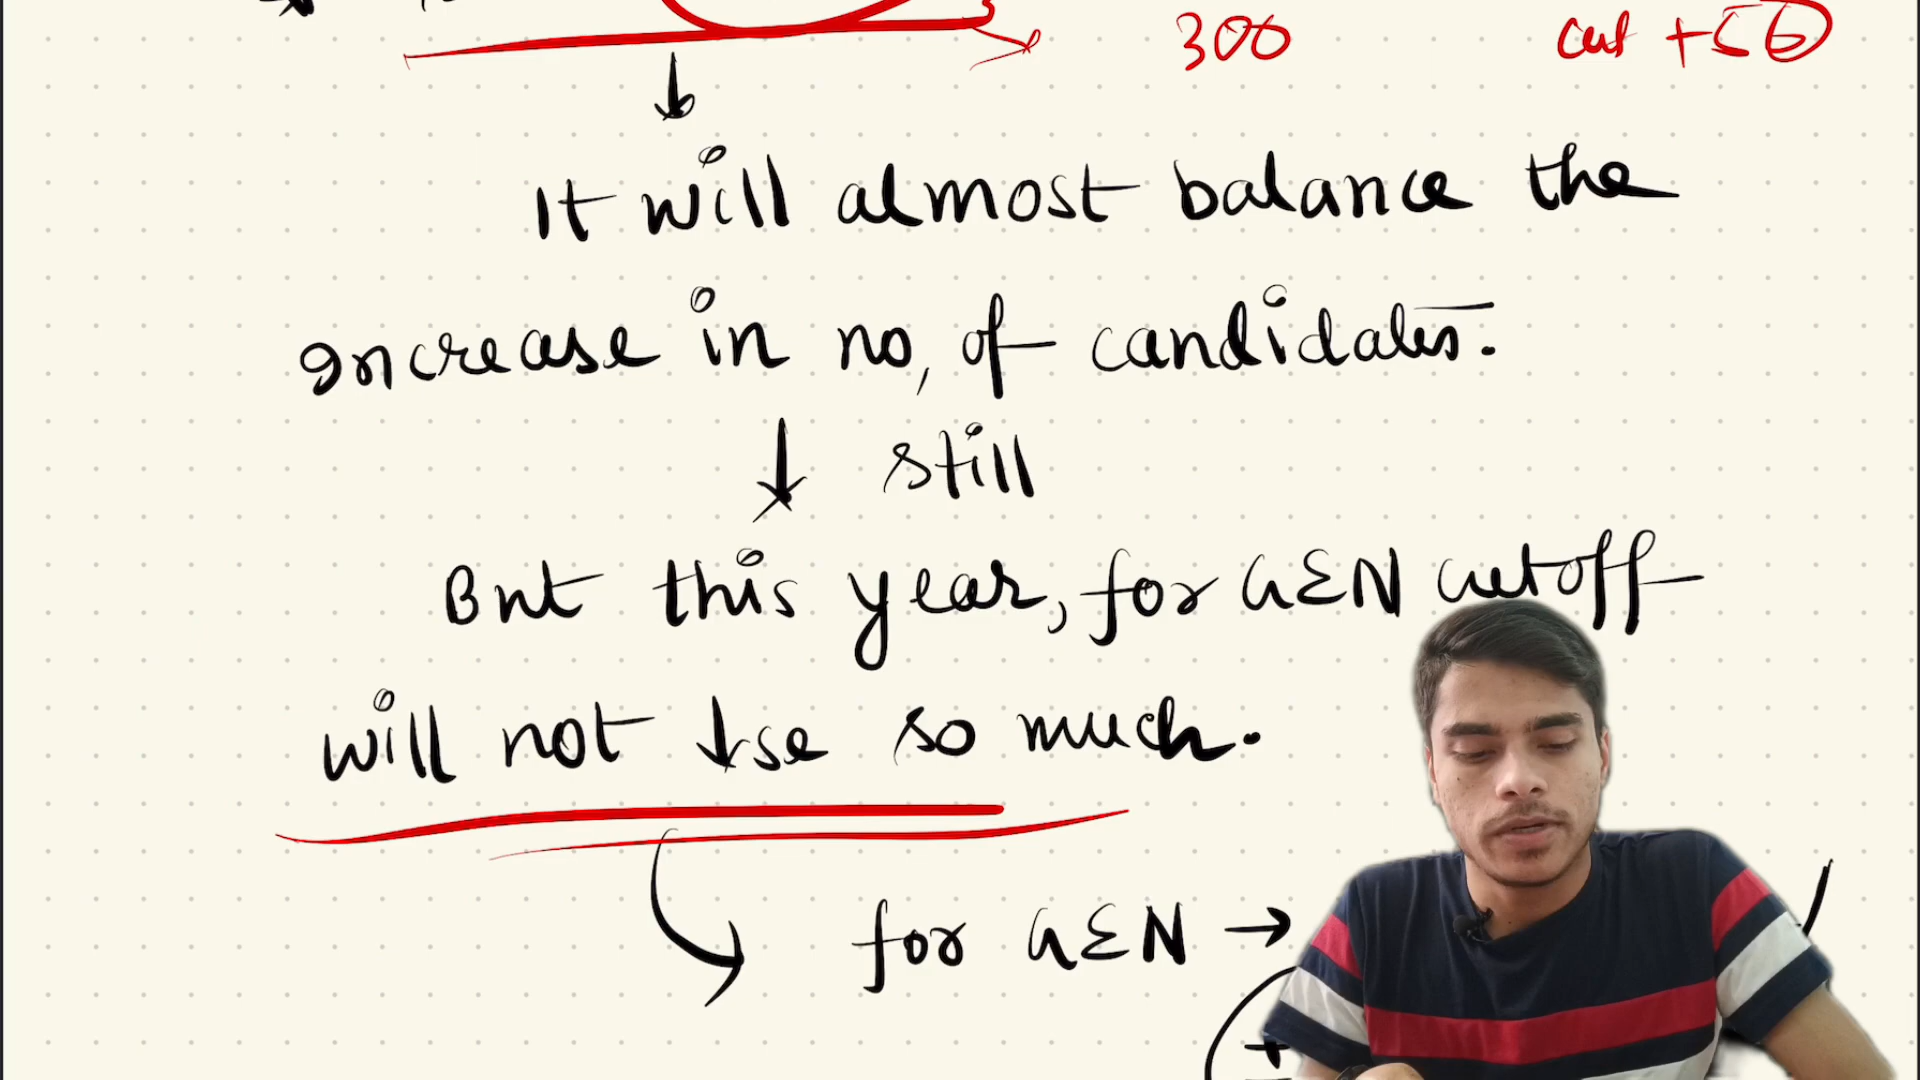 300 cut +50
It will almost balance the
increase in no. of candidates.
↓ still
But this year, for GEN cutoff
will not ↓se so much.
for GEN →